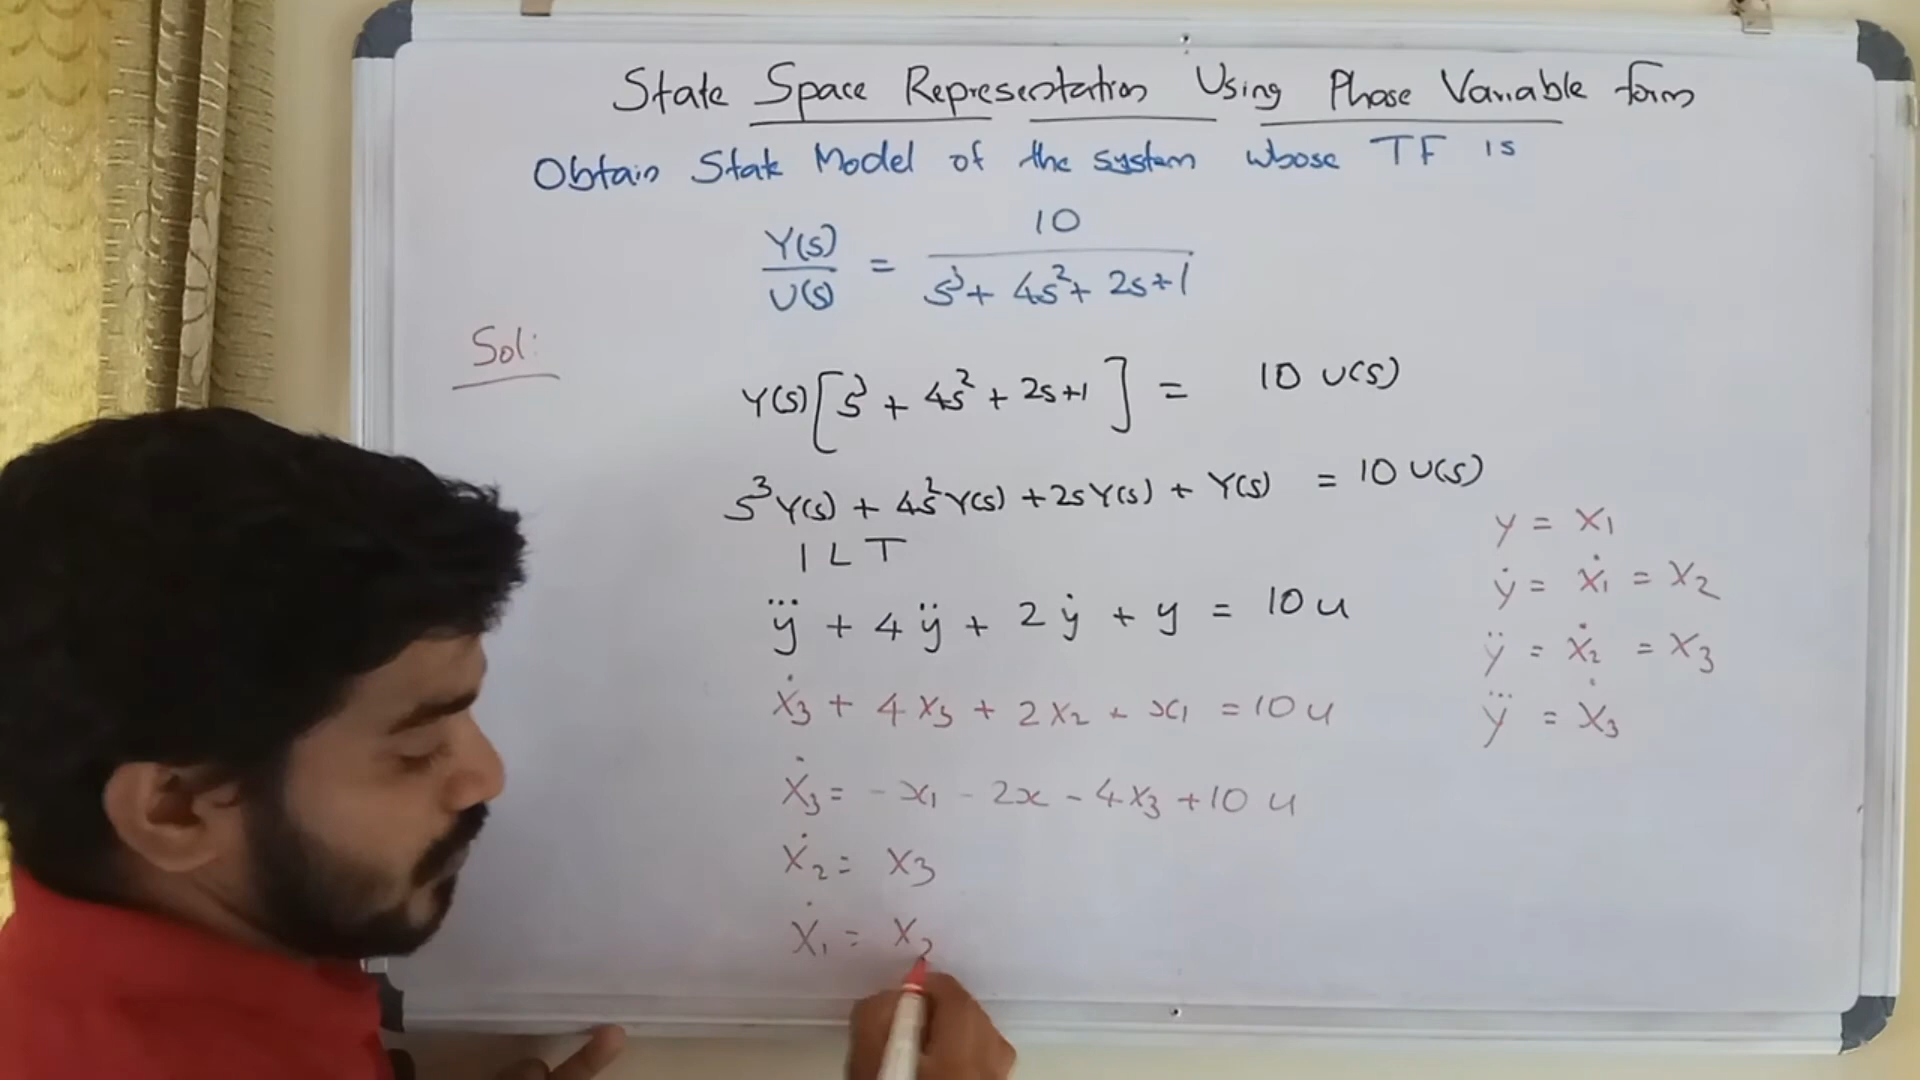 State Space Representation Using Phase Variable form
Obtain State Model of the system whose TF is
Y(s)/U(s) = 10/(s³ + 4s² + 2s + 1)
Sol:
Y(s)[s³ + 4s² + 2s+1] = 10 U(s)
s³Y(s) + 4s²Y(s) + 2sY(s) + Y(s) = 10 U(s)
ILT
y⃛ + 4ÿ + 2ẏ + y = 10u
ẋ₃ + 4x₃ + 2x₂ + x₁ = 10u
ẋ₃ = -x₁ - 2x - 4x₃ + 10u
ẋ₂ = x₃
ẋ₁ = x₂
y = x₁
ẏ = ẋ₁ = x₂
ÿ = ẋ₂ = x₃
y⃛ = ẋ₃